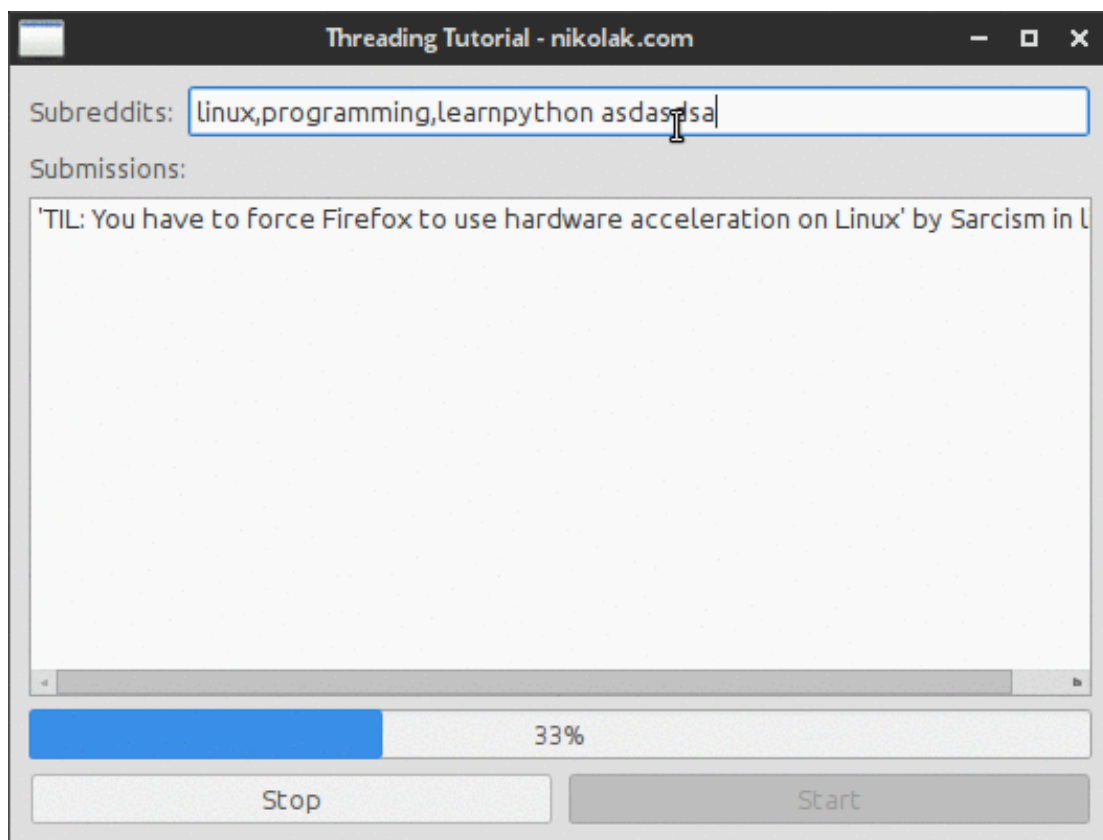 Threading Tutorial - nikolak.com
Subreddits: linux,programming,learnpython asdasdsa
Submissions:
'TIL: You have to force Firefox to use hardware acceleration on Linux' by Sarcism in l
33%
Stop Start